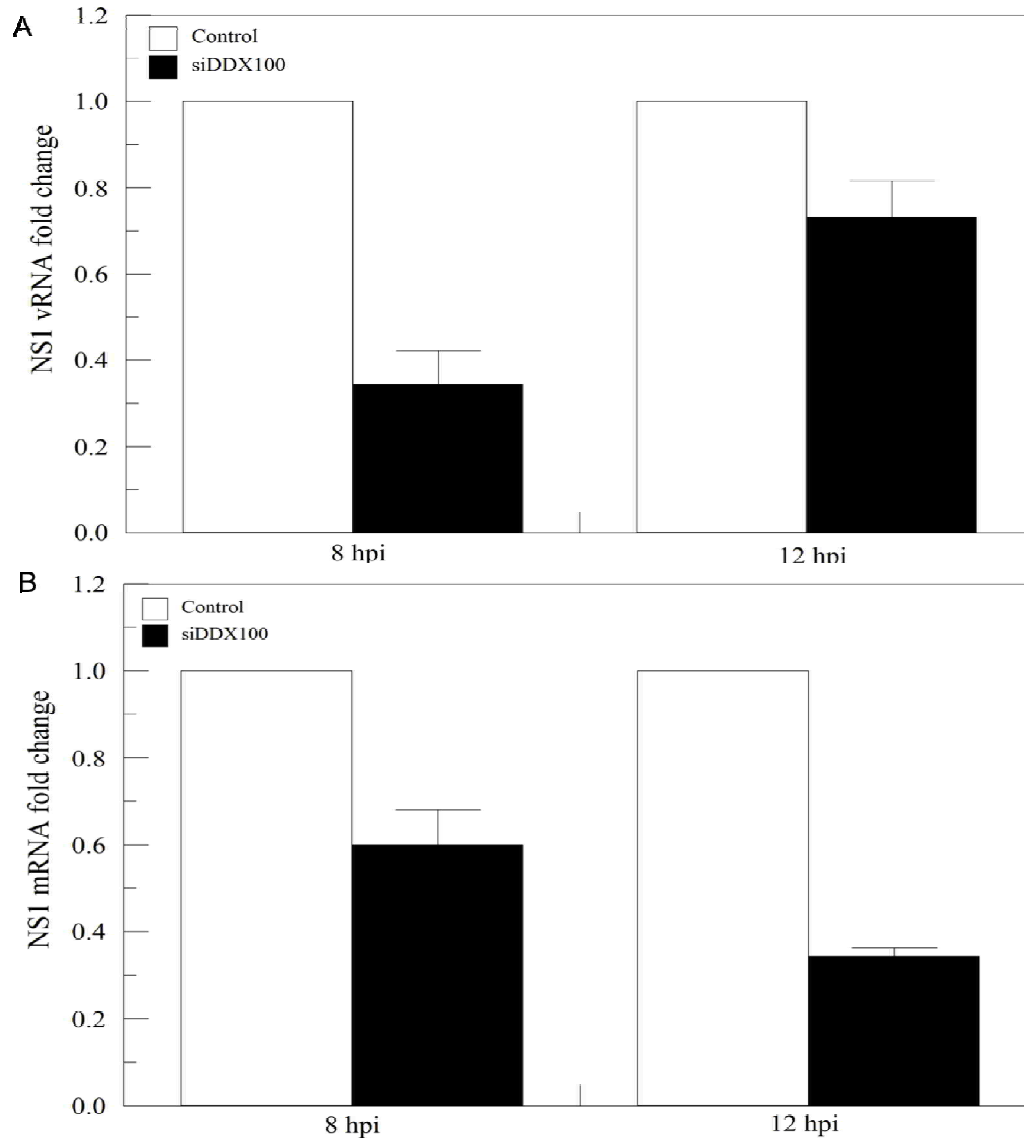 A
1.2
Control
siDDX100
1.0
0.8
0.6
0.4
0.2
0.0
NS1 vRNA fold change
8 hpi
12 hpi
B
1.2
Control
siDDX100
1.0
0.8
0.6
0.4
0.2
0.0
NS1 mRNA fold change
8 hpi
12 hpi